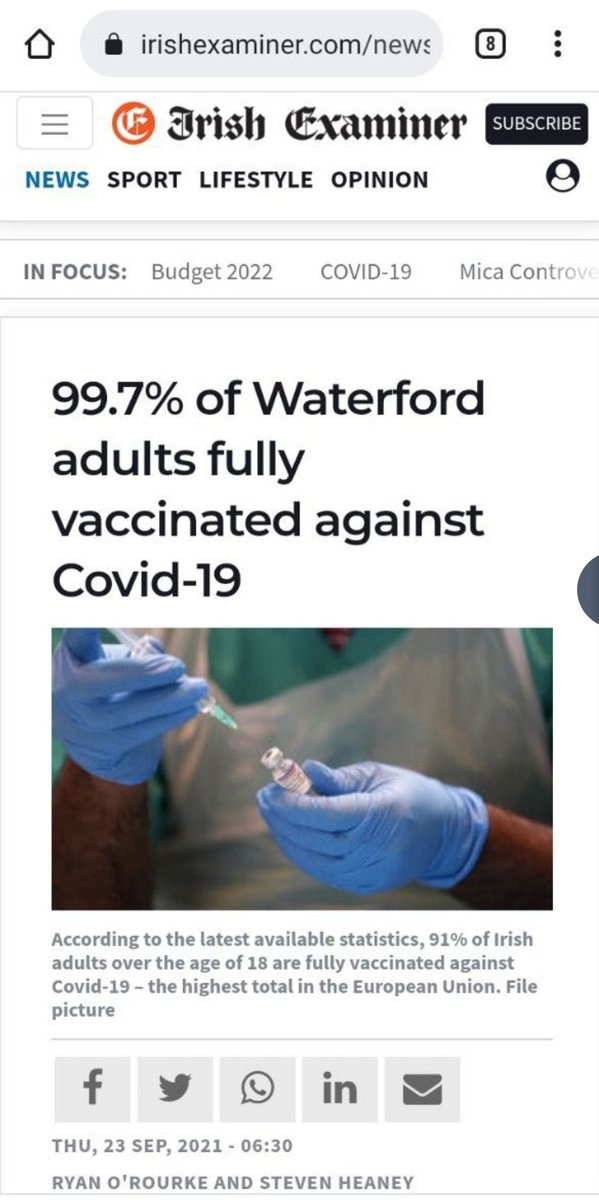 irishexaminer.com/news
8
Irish Examiner
SUBSCRIBE
NEWS SPORT LIFESTYLE OPINION
IN FOCUS: Budget 2022 COVID-19 Mica Controve
99.7% of Waterford
adults fully
vaccinated against
Covid-19
According to the latest available statistics, 91% of Irish
adults over the age of 18 are fully vaccinated against
Covid-19 – the highest total in the European Union. File
picture
THU, 23 SEP, 2021 - 06:30
RYAN O'ROURKE AND STEVEN HEANEY